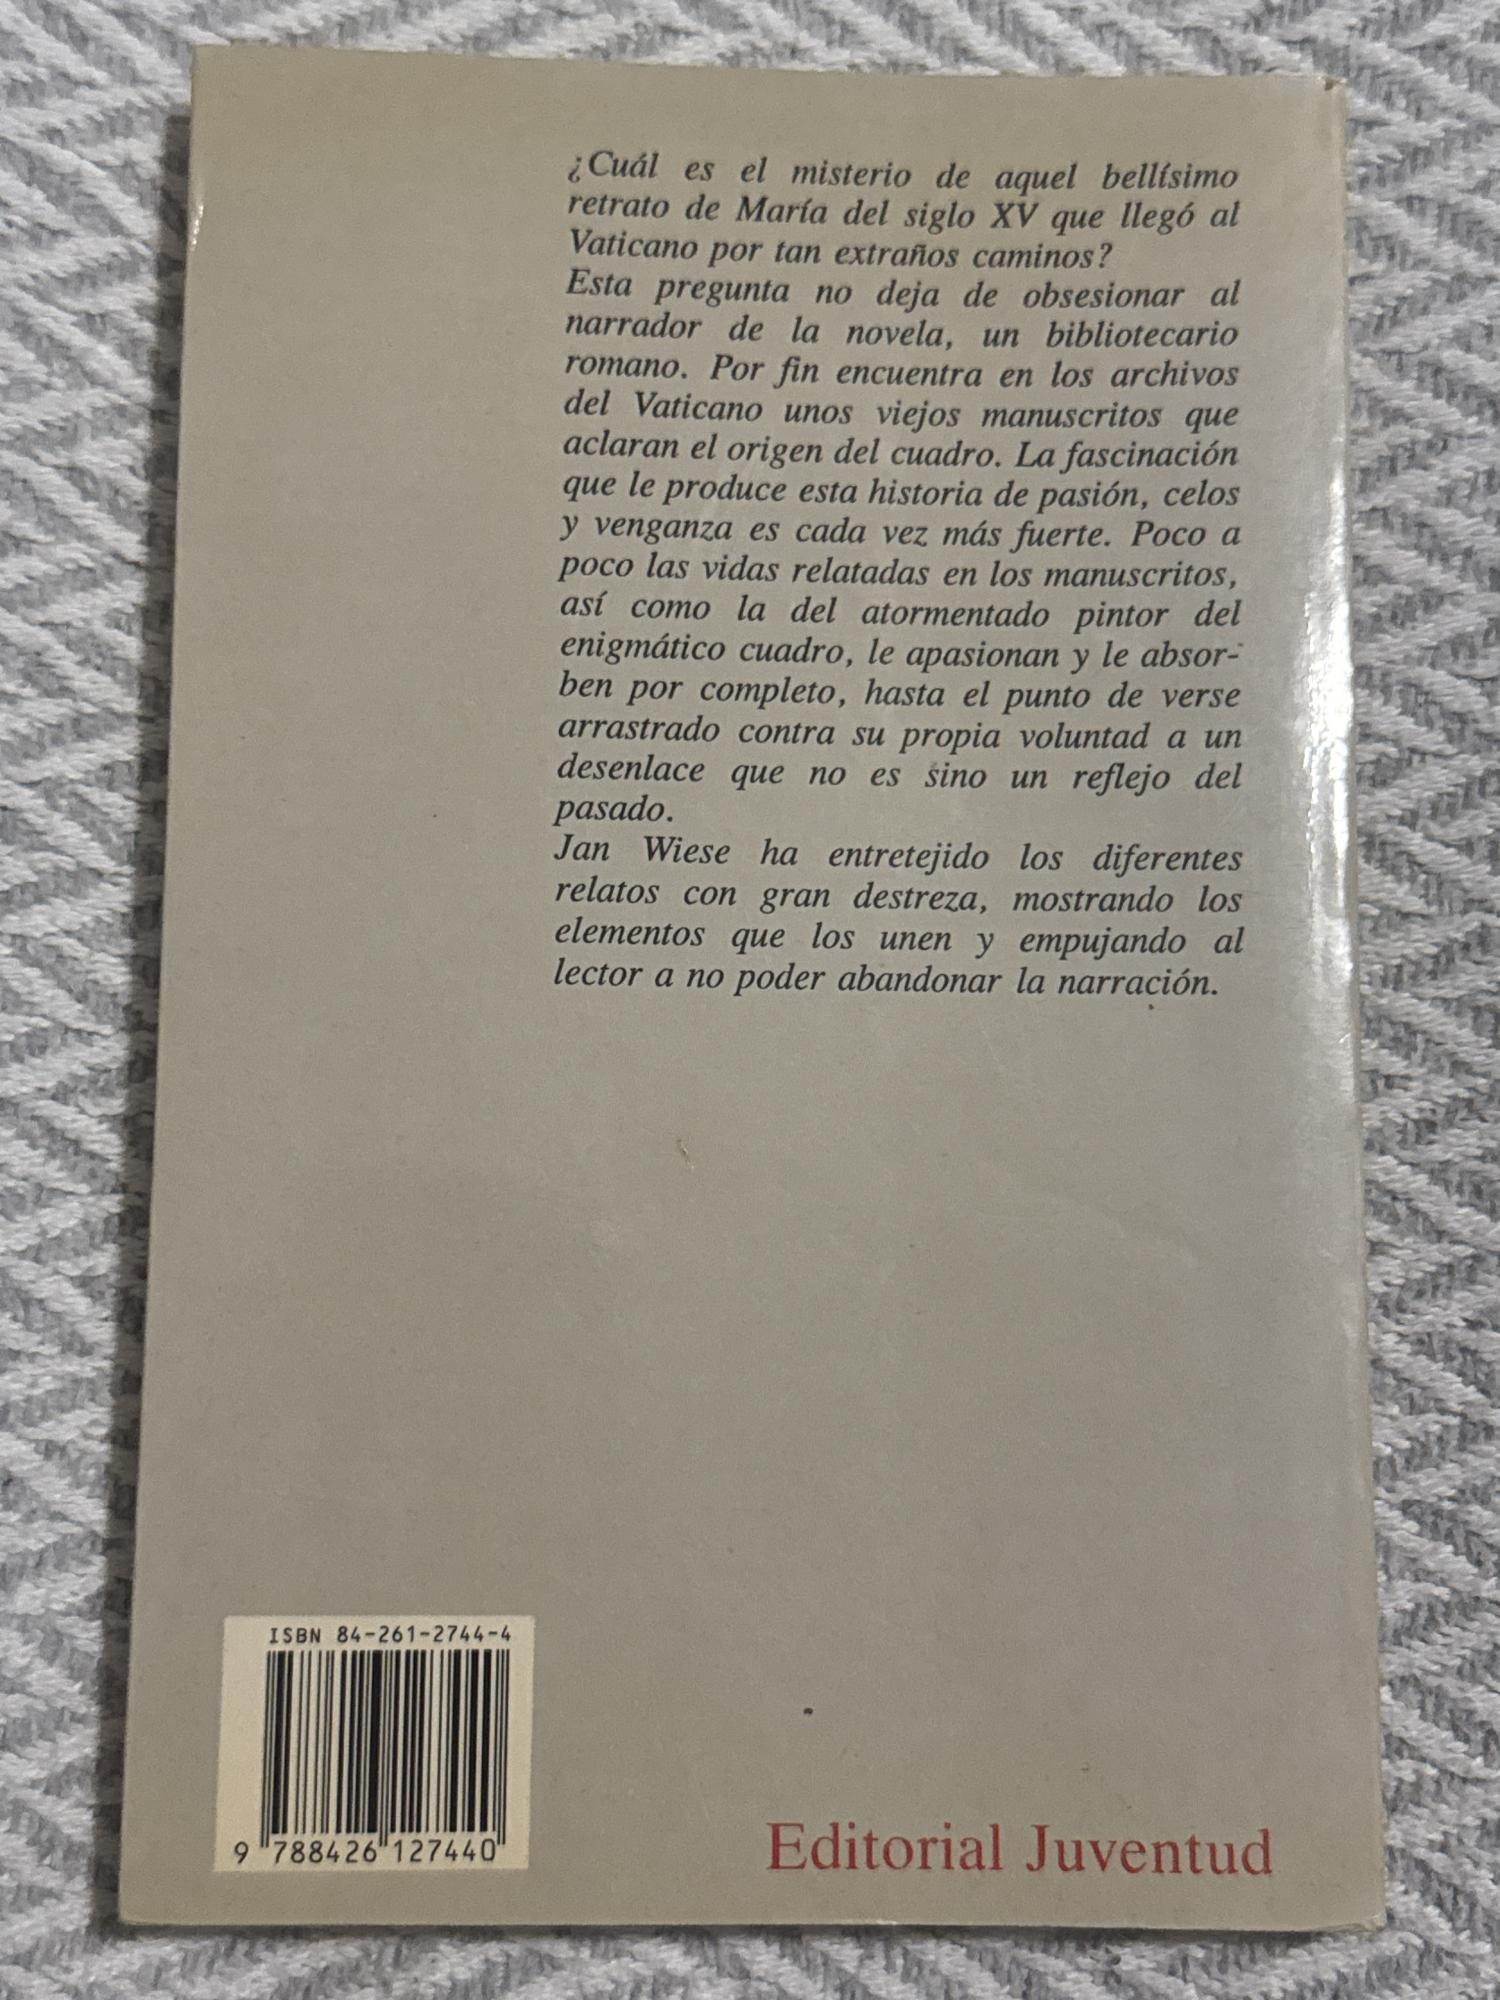 ¿Cuál es el misterio de aquel bellísimo
retrato de María del siglo XV que llegó al
Vaticano por tan extraños caminos?
Esta pregunta no deja de obsesionar al
narrador de la novela, un bibliotecario
romano. Por fin encuentra en los archivos
del Vaticano unos viejos manuscritos que
aclaran el origen del cuadro. La fascinación
que le produce esta historia de pasión, celos
y venganza es cada vez más fuerte. Poco a
poco las vidas relatadas en los manuscritos,
así como la del atormentado pintor del
enigmático cuadro, le apasionan y le absor-
ben por completo, hasta el punto de verse
arrastrado contra su propia voluntad a un
desenlace que no es sino un reflejo del
pasado.
Jan Wiese ha entretejido los diferentes
relatos con gran destreza, mostrando los
elementos que los unen y empujando al
lector a no poder abandonar la narración.
ISBN 84-261-2744-4
9 788426 127440
Editorial Juventud